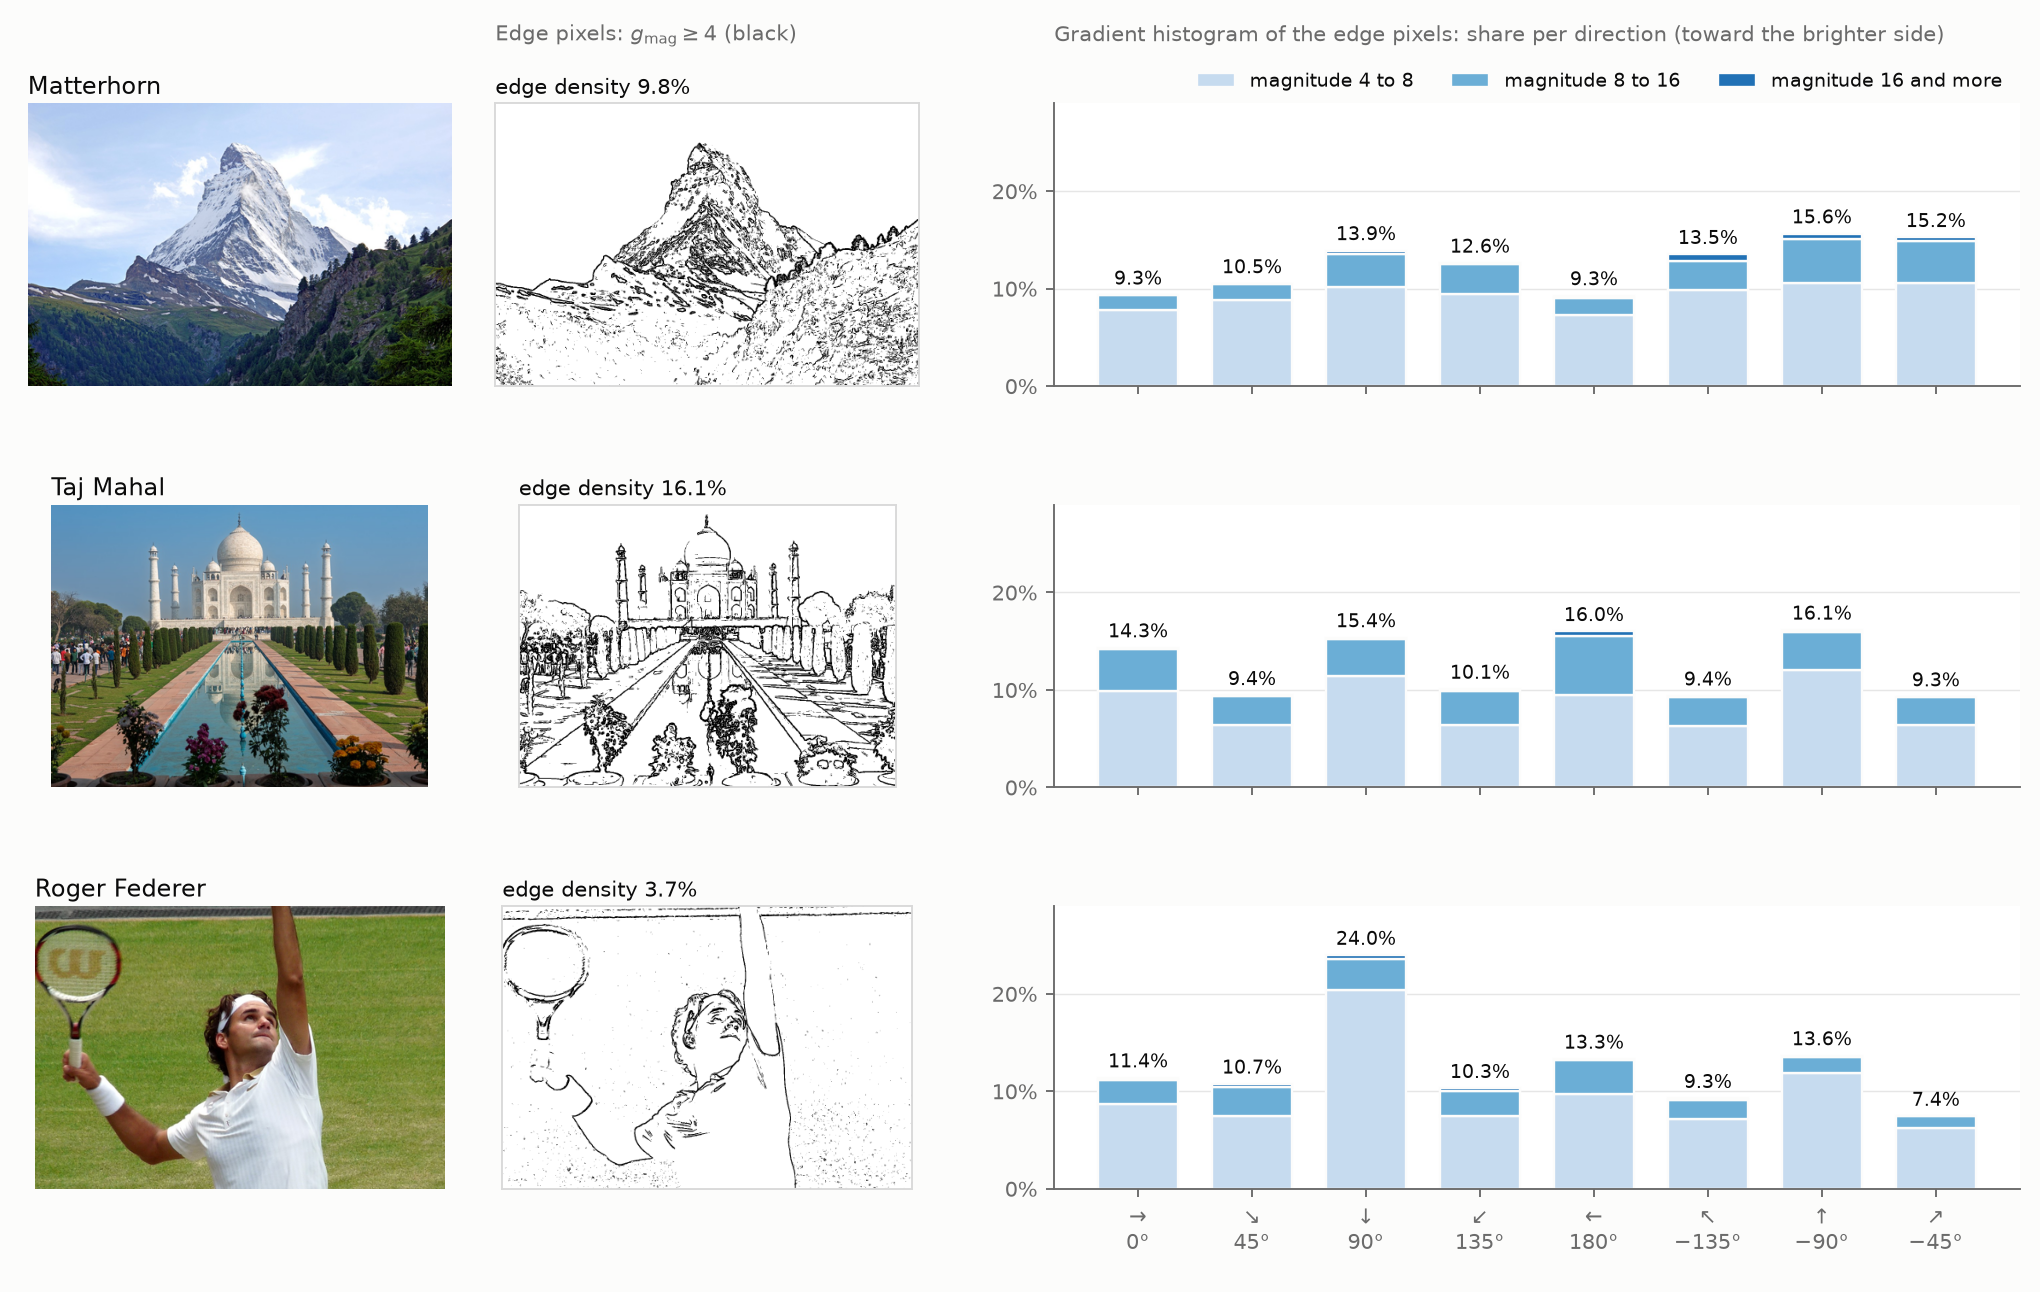 Edge pixels: gmag ≥ 4 (black)
Gradient histogram of the edge pixels: share per direction (toward the brighter side)
magnitude 4 to 8
magnitude 8 to 16
magnitude 16 and more
Matterhorn
edge density 9.8%
20%
10%
0%
9.3%
10.5%
13.9%
12.6%
9.3%
13.5%
15.6%
15.2%
Taj Mahal
edge density 16.1%
20%
10%
0%
14.3%
9.4%
15.4%
10.1%
16.0%
9.4%
16.1%
9.3%
Roger Federer
edge density 3.7%
20%
10%
0%
11.4%
10.7%
24.0%
10.3%
13.3%
9.3%
13.6%
7.4%
→ ↘ ↓ ↙ ← ↖ ↑ ↗
0° 45° 90° 135° 180° −135° −90° −45°